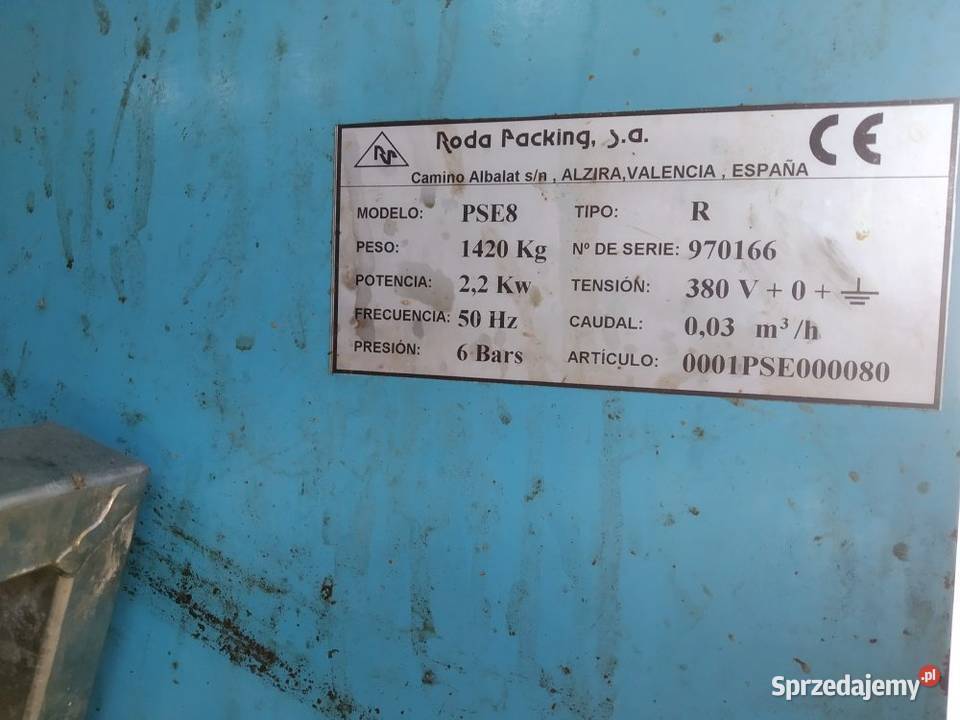 Roda Packing, s.a.
CE
Camino Albalat s/n , ALZIRA,VALENCIA , ESPAÑA
MODELO: PSE8 TIPO: R
PESO: 1420 Kg Nº DE SERIE: 970166
POTENCIA: 2,2 Kw TENSIÓN: 380 V + 0 +
FRECUENCIA: 50 Hz CAUDAL: 0,03 m³/h
PRESIÓN: 6 Bars ARTÍCULO: 0001PSE000080
Sprzedajemy.pl